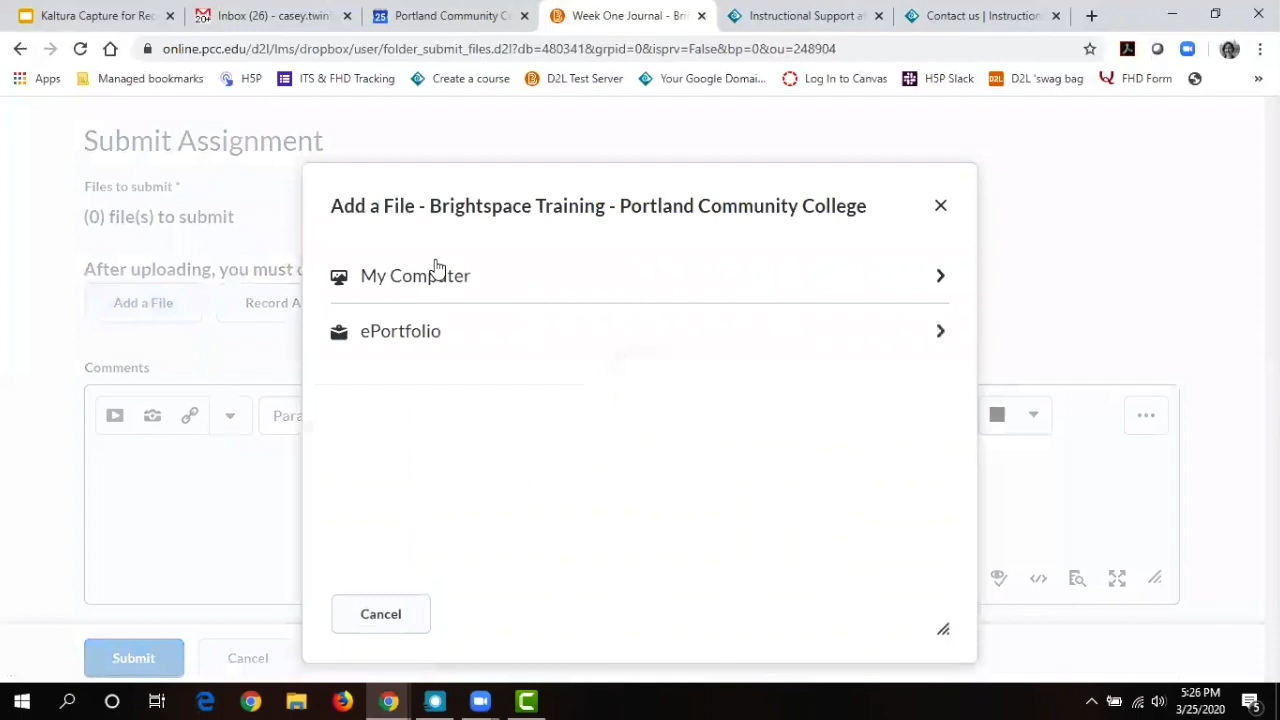 Kaltura Capture for Rec
Inbox (26) - casey.twin
Portland Community C
Week One Journal - Bri
Instructional Support a
Contact us | Instruction
online.pcc.edu/d2l/lms/dropbox/user/folder_submit_files.d2l?db=480341&grpid=0&isprv=False&bp=0&ou=248904
Apps
Managed bookmarks
H5P
ITS & FHD Tracking
Create a course
D2L Test Server
Your Google Domai...
Log In to Canvas
H5P Slack
D2L 'swag bag
FHD Form
Submit Assignment
Files to submit *
(0) file(s) to submit
After uploading, you must c
Add a File
Record A
Comments
Para
Add a File - Brightspace Training - Portland Community College
My Computer
ePortfolio
Cancel
Submit
Cancel
5:26 PM
3/25/2020
5